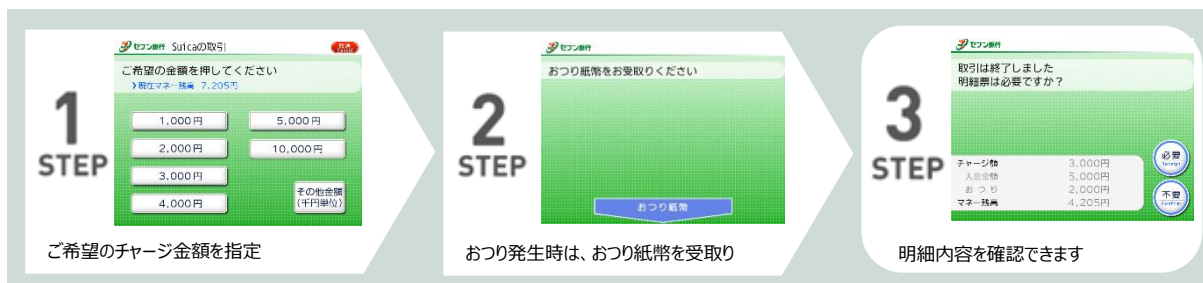 1
STEP
セブン銀行 Suicaの取引
ご希望の金額を押してください
現在マネー残高 7,205円
1,000円
5,000円
2,000円
10,000円
3,000円
4,000円
その他金額
(千円単位)
ご希望のチャージ金額を指定
2
STEP
セブン銀行
おつり紙幣をお受取りください
おつり紙幣
おつり発生時は、おつり紙幣を受取り
3
STEP
セブン銀行
取引は終了しました
明細票は必要ですか?
チャージ額 3,000円
入金金額 5,000円
おつり 2,000円
マネー残高 4,205円
必要
Receipt
不要
Confirm
明細内容を確認できます